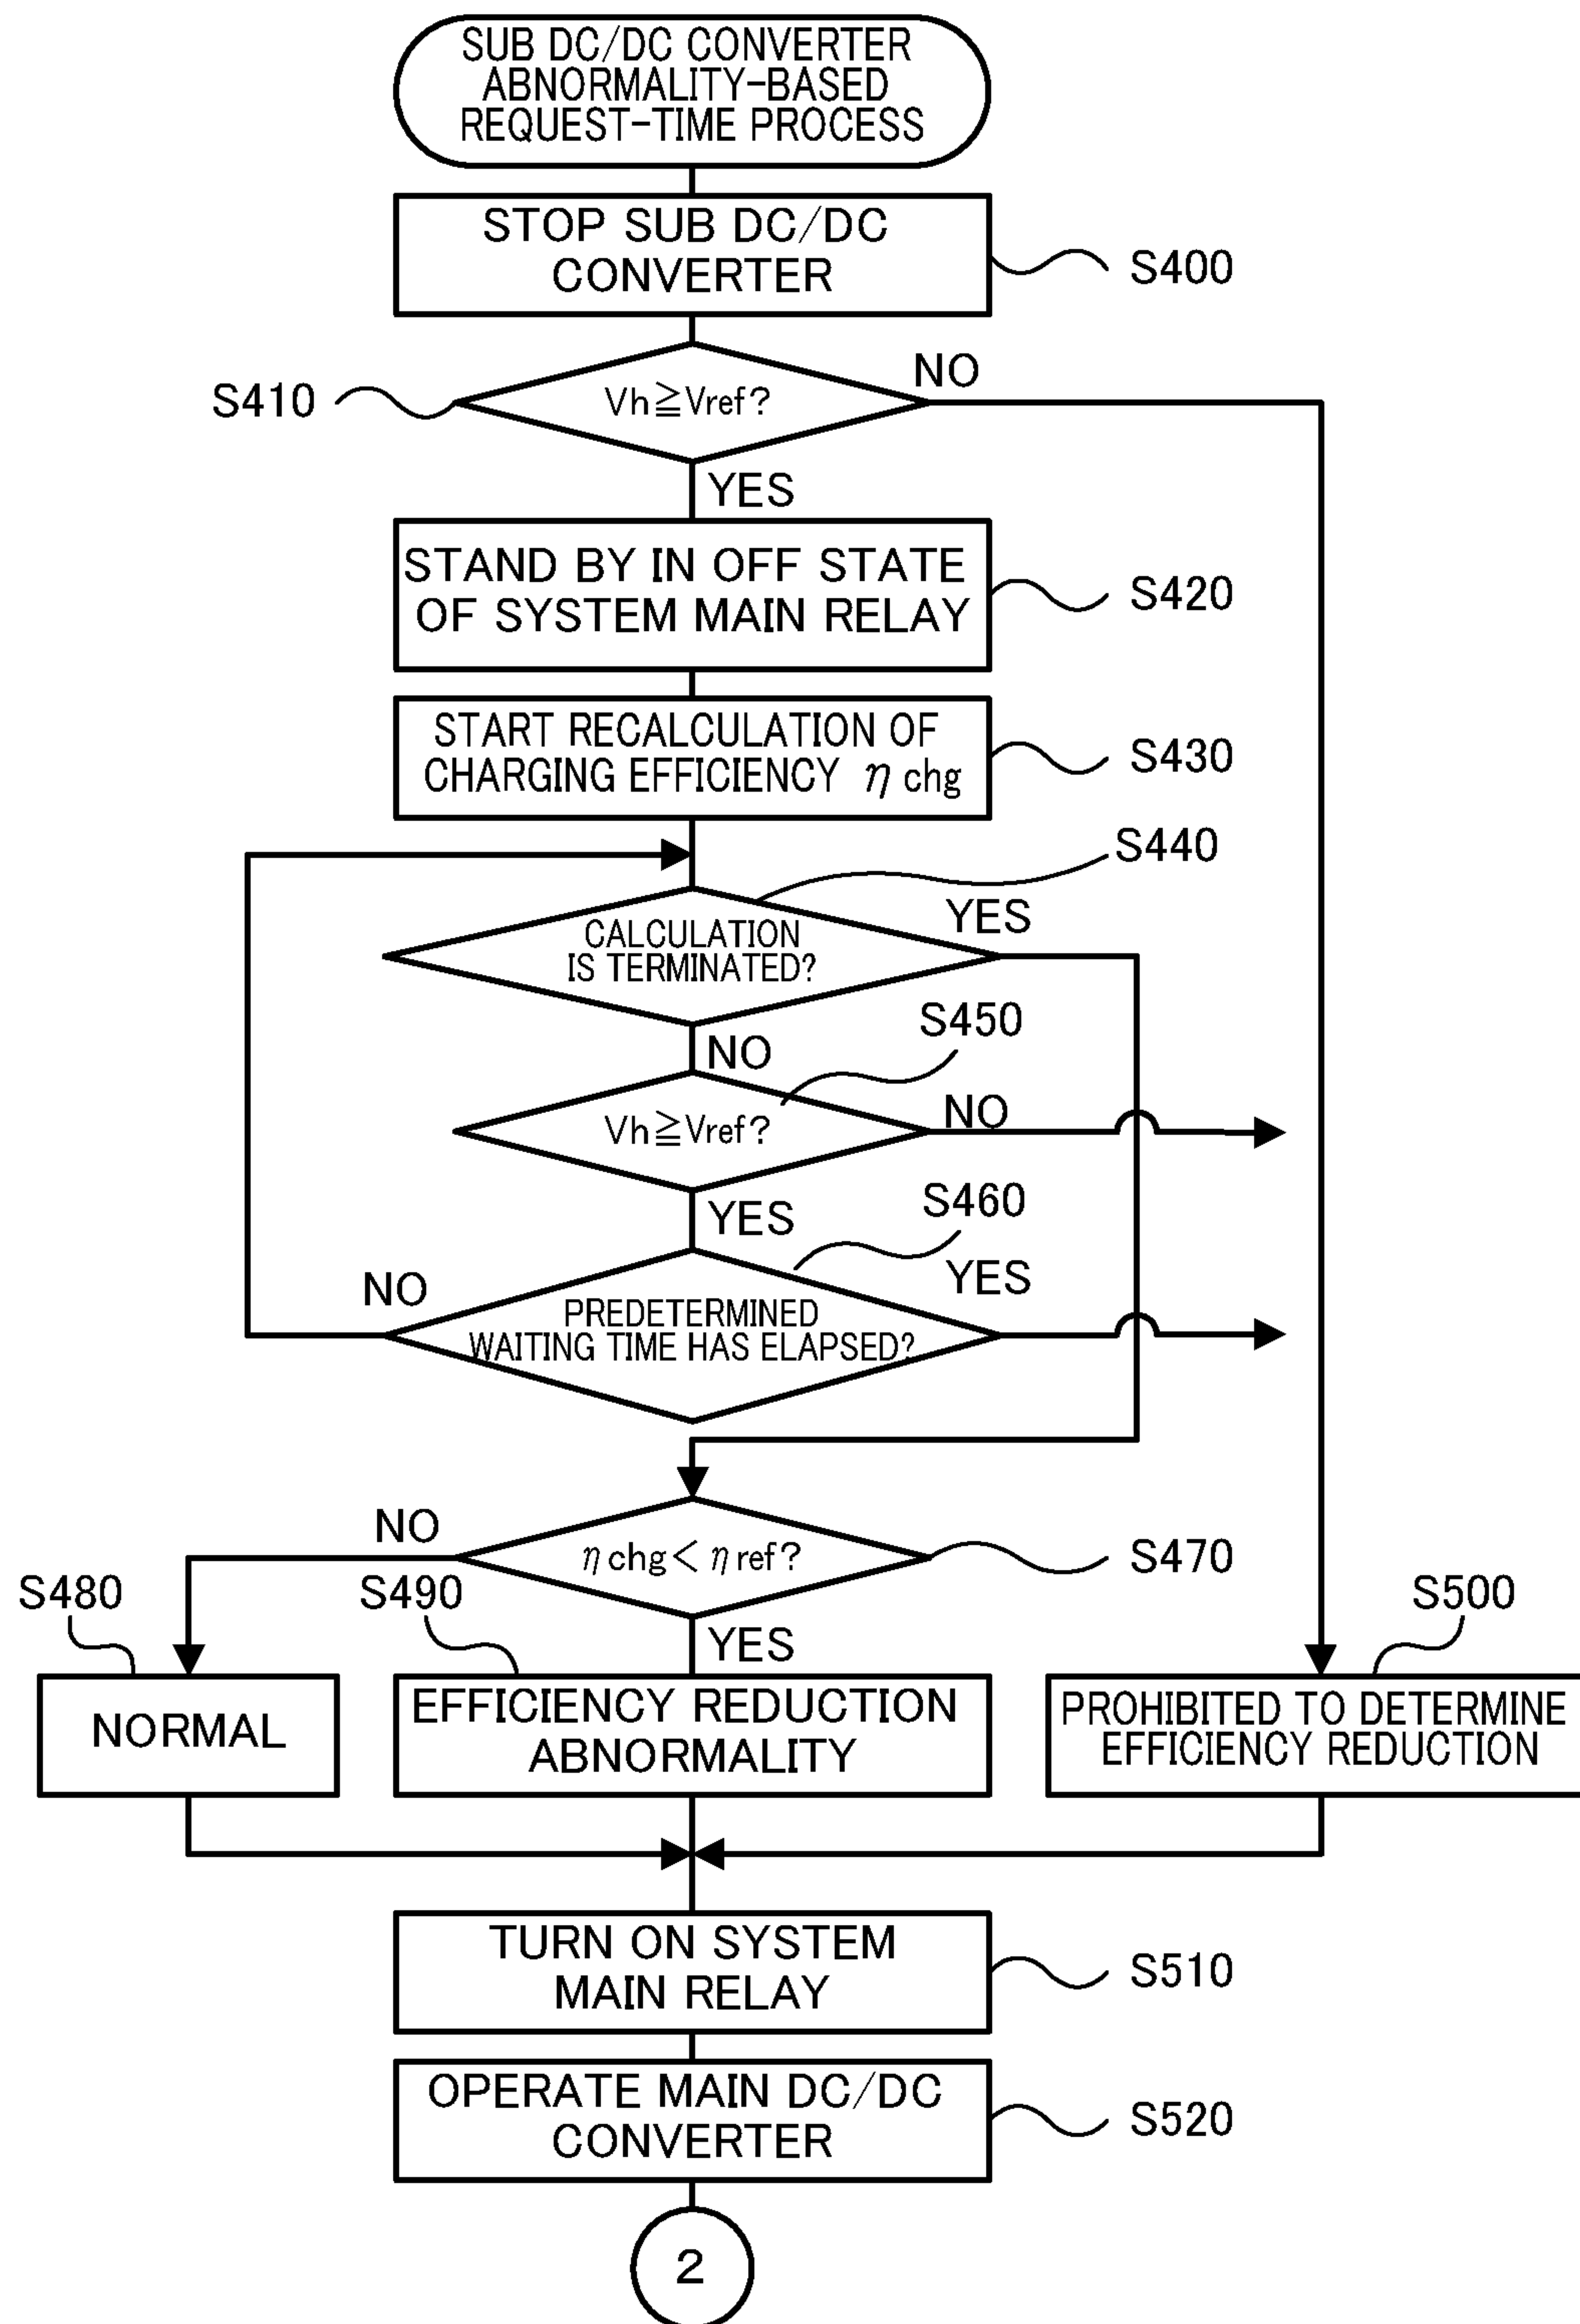 SUB DC/DC CONVERTER
ABNORMALITY-BASED
REQUEST-TIME PROCESS
STOP SUB DC/DC
CONVERTER
S400
S410
Vh≧Vref?
NO
YES
STAND BY IN OFF STATE
OF SYSTEM MAIN RELAY
S420
START RECALCULATION OF
CHARGING EFFICIENCY η chg
S430
S440
CALCULATION
IS TERMINATED?
YES
NO
S450
Vh≧Vref?
NO
YES
S460
NO
PREDETERMINED
WAITING TIME HAS ELAPSED?
YES
NO
η chg< η ref?
S470
S480
S490
YES
S500
NORMAL
EFFICIENCY REDUCTION
ABNORMALITY
PROHIBITED TO DETERMINE
EFFICIENCY REDUCTION
TURN ON SYSTEM
MAIN RELAY
S510
OPERATE MAIN DC/DC
CONVERTER
S520
2